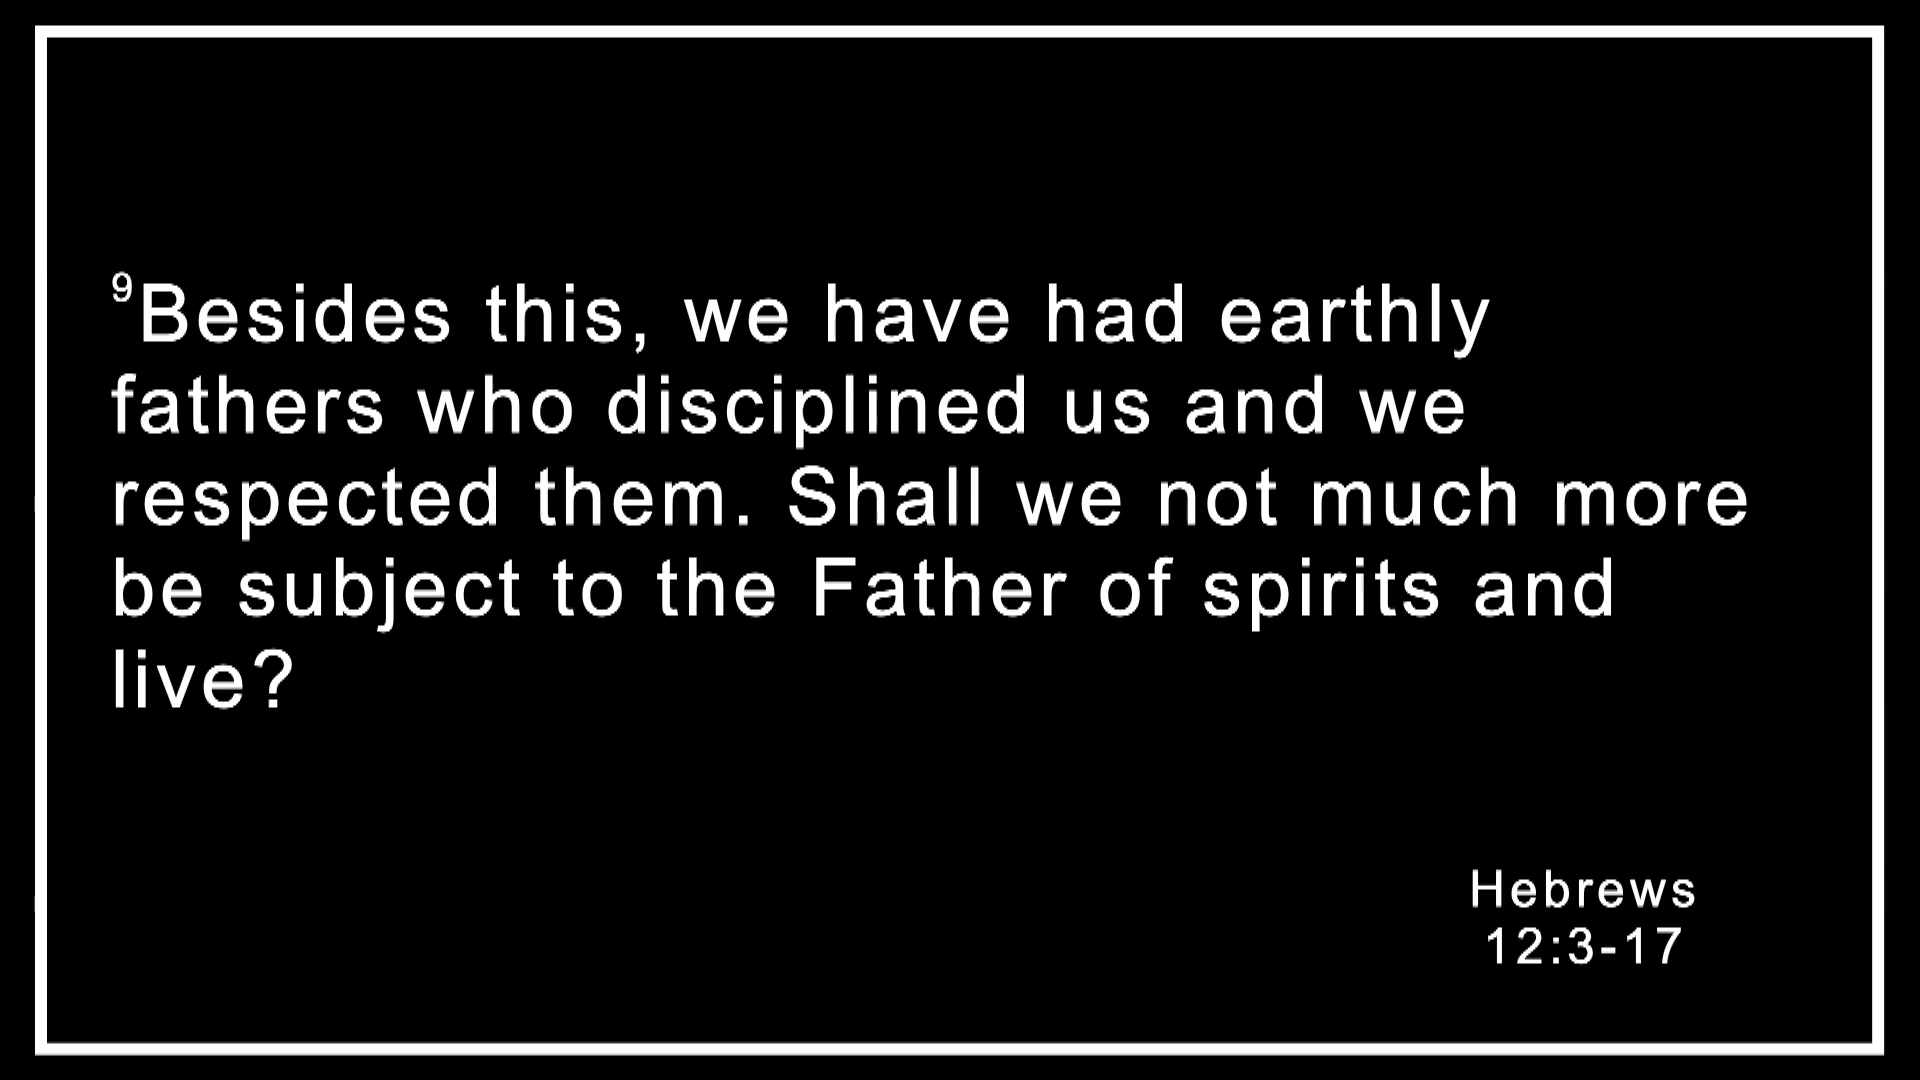 ⁹Besides this, we have had earthly
fathers who disciplined us and we
respected them. Shall we not much more
be subject to the Father of spirits and
live?
Hebrews
12:3-17